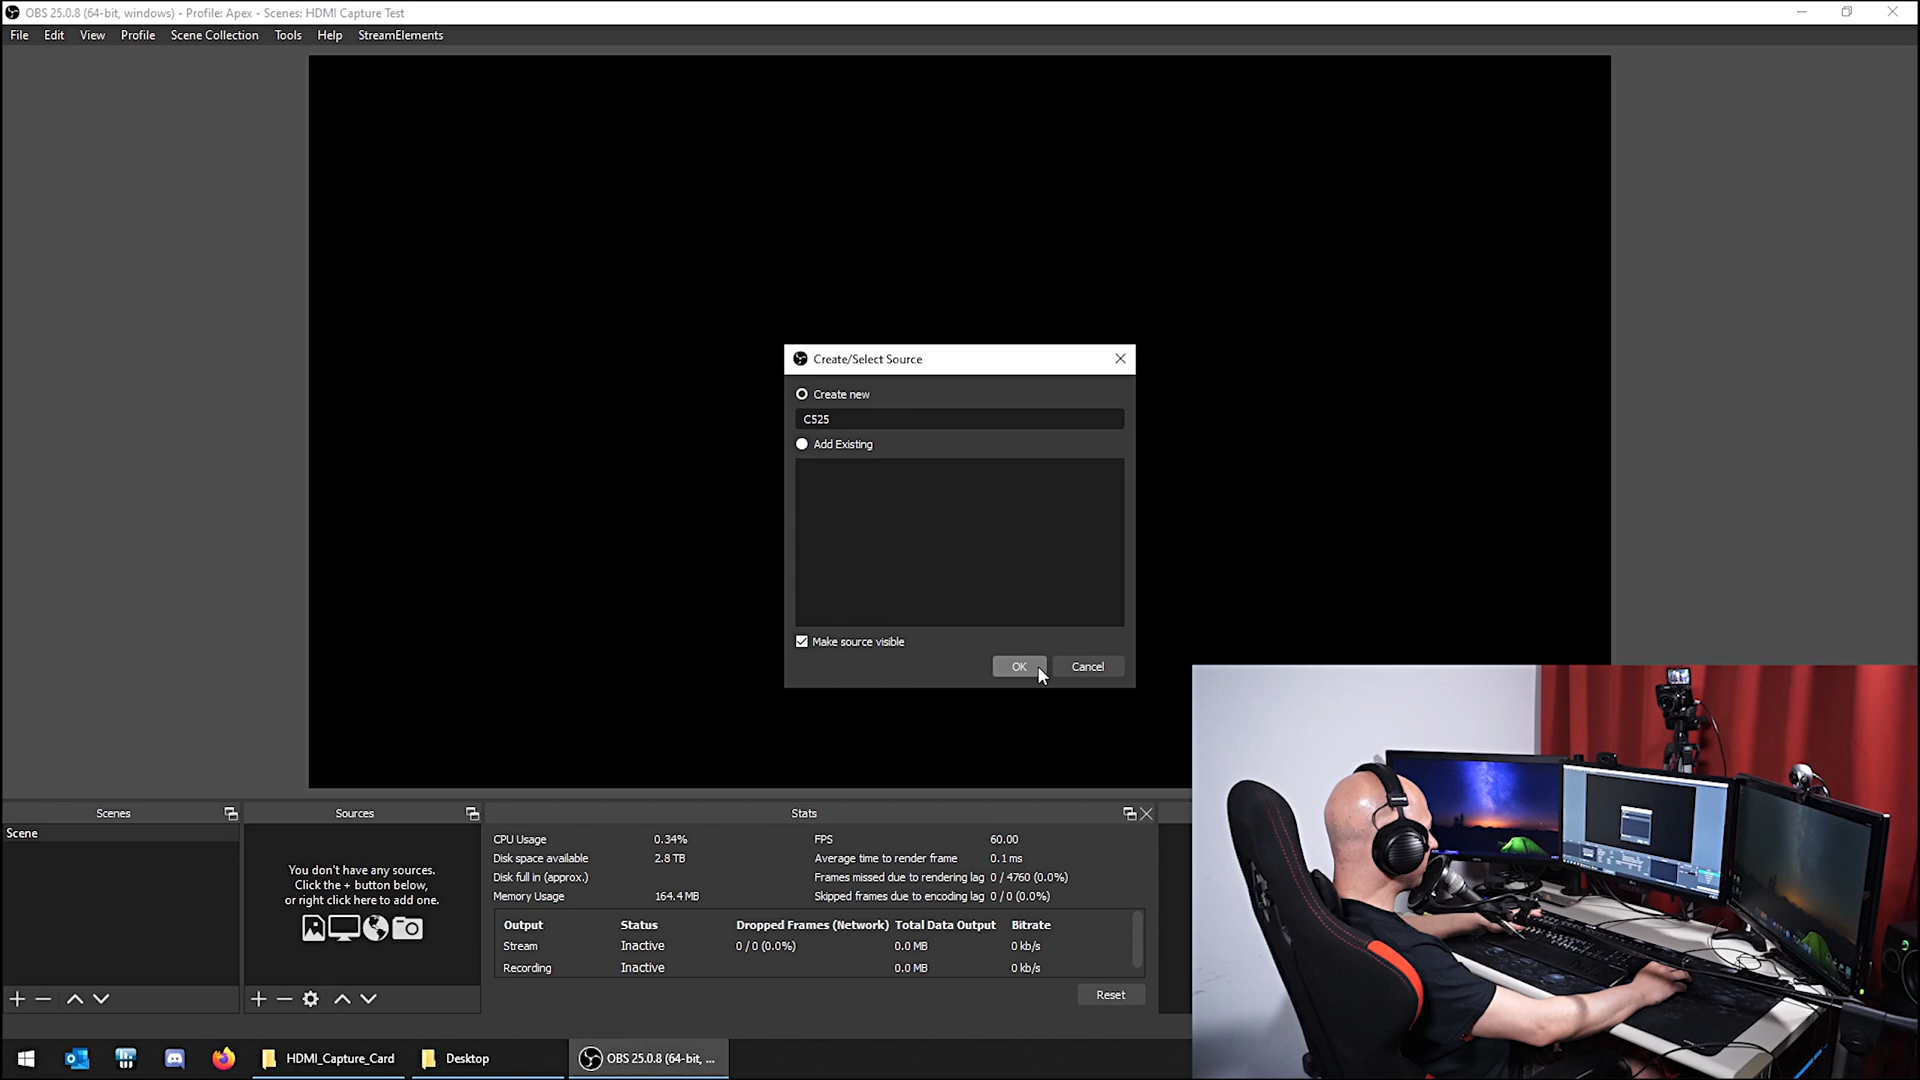 OBS 25.0.8 (64-bit, windows) - Profile: Apex - Scenes: HDMI Capture Test
File Edit View Profile Scene Collection Tools Help StreamElements
Create/Select Source
Create new
C525
Add Existing
Make source visible
OK Cancel
Scenes
Scene
Sources
You don't have any sources.
Click the + button below,
or right click here to add one.
Stats
CPU Usage 0.34% FPS 60.00
Disk space available 2.8 TB Average time to render frame 0.1 ms
Disk full in (approx.) Frames missed due to rendering lag 0 / 4760 (0.0%)
Memory Usage 164.4 MB Skipped frames due to encoding lag 0 / 0 (0.0%)
Output Status Dropped Frames (Network) Total Data Output Bitrate
Stream Inactive 0 / 0 (0.0%) 0.0 MB 0 kb/s
Recording Inactive 0.0 MB 0 kb/s
Reset
HDMI_Capture_Card Desktop OBS 25.0.8 (64-bit, ...